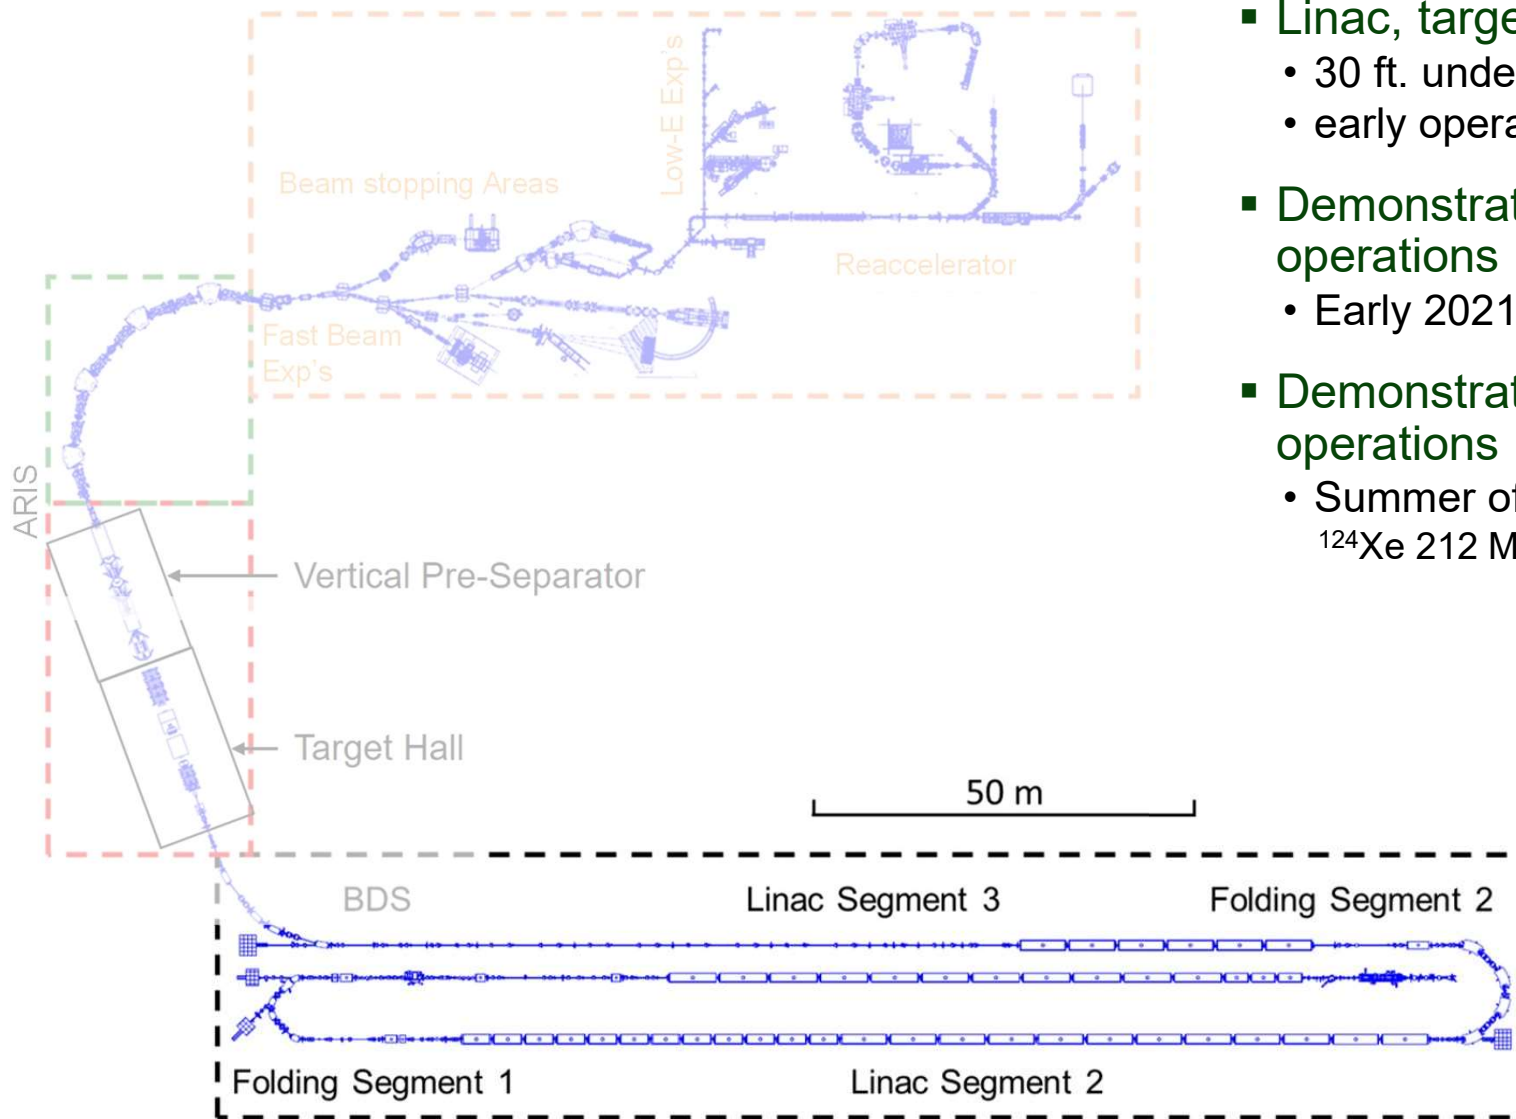 Low-E Exp's
Beam stopping Areas
Reaccelerator
Fast Beam
Exp's
ARIS
Vertical Pre-Separator
Target Hall
50 m
BDS
Linac Segment 3
Folding Segment 2
Folding Segment 1
Linac Segment 2
▪ Linac, targe
• 30 ft. unde
• early opera
▪ Demonstrat
operations
• Early 2021
▪ Demonstrat
operations
• Summer of
¹²⁴Xe 212 M